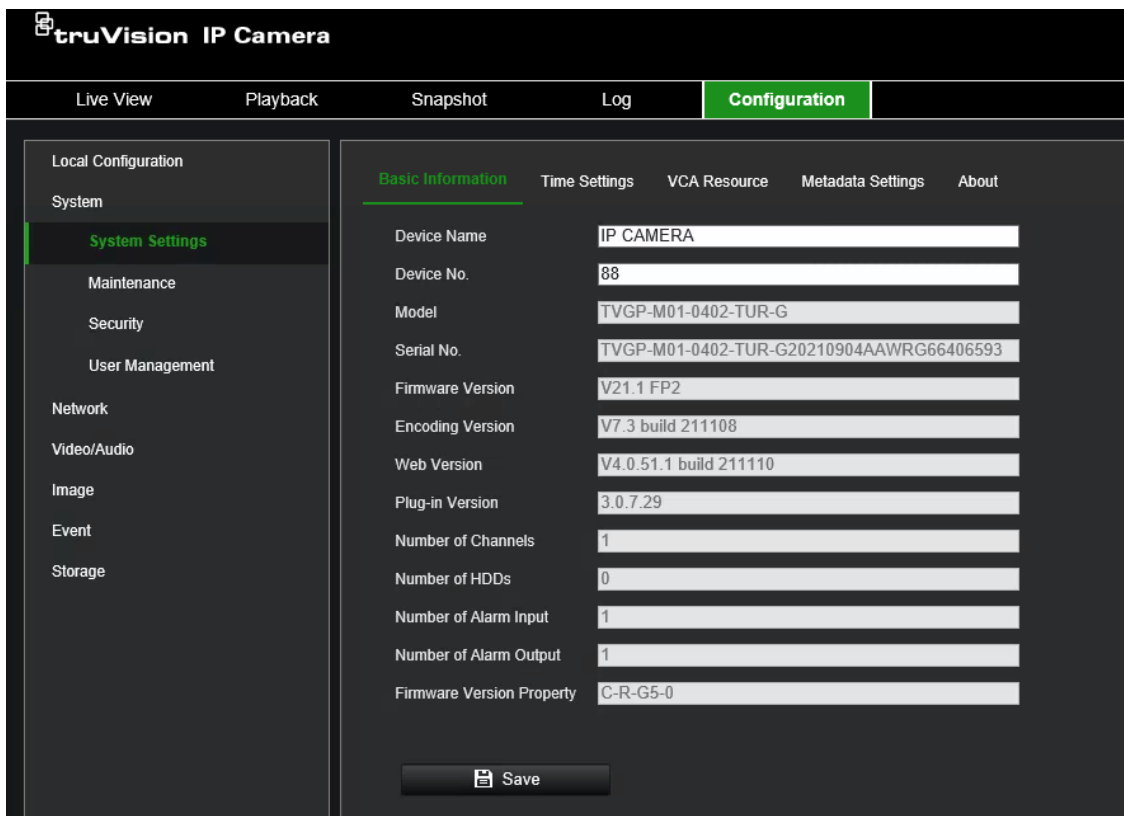 truVision IP Camera
Live View Playback Snapshot Log Configuration
Local Configuration
System
System Settings
Maintenance
Security
User Management
Network
Video/Audio
Image
Event
Storage
Basic Information Time Settings VCA Resource Metadata Settings About
Device Name IP CAMERA
Device No. 88
Model TVGP-M01-0402-TUR-G
Serial No. TVGP-M01-0402-TUR-G20210904AAWRG66406593
Firmware Version V21.1 FP2
Encoding Version V7.3 build 211108
Web Version V4.0.51.1 build 211110
Plug-in Version 3.0.7.29
Number of Channels 1
Number of HDDs 0
Number of Alarm Input 1
Number of Alarm Output 1
Firmware Version Property C-R-G5-0
Save